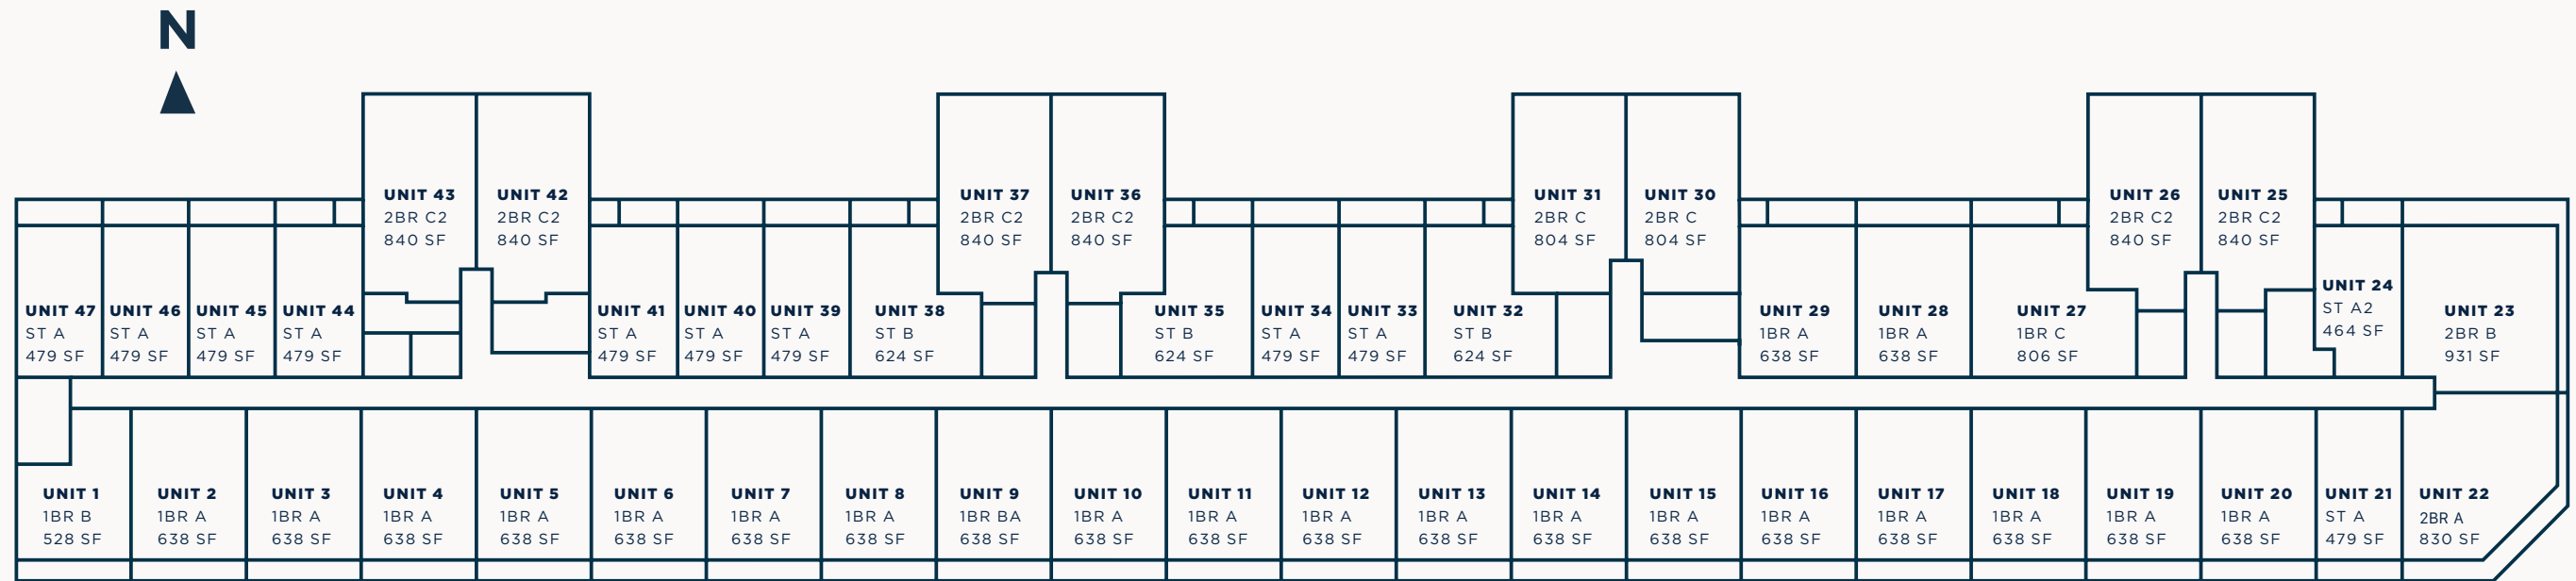 N
UNIT 43
2BR C2
840 SF
UNIT 42
2BR C2
840 SF
UNIT 37
2BR C2
840 SF
UNIT 36
2BR C2
840 SF
UNIT 31
2BR C
804 SF
UNIT 30
2BR C
804 SF
UNIT 26
2BR C2
840 SF
UNIT 25
2BR C2
840 SF
UNIT 47
ST A
479 SF
UNIT 46
ST A
479 SF
UNIT 45
ST A
479 SF
UNIT 44
ST A
479 SF
UNIT 41
ST A
479 SF
UNIT 40
ST A
479 SF
UNIT 39
ST A
479 SF
UNIT 38
ST B
624 SF
UNIT 35
ST B
624 SF
UNIT 34
ST A
479 SF
UNIT 33
ST A
479 SF
UNIT 32
ST B
624 SF
UNIT 29
1BR A
638 SF
UNIT 28
1BR A
638 SF
UNIT 27
1BR C
806 SF
UNIT 24
ST A2
464 SF
UNIT 23
2BR B
931 SF
UNIT 1
1BR B
528 SF
UNIT 2
1BR A
638 SF
UNIT 3
1BR A
638 SF
UNIT 4
1BR A
638 SF
UNIT 5
1BR A
638 SF
UNIT 6
1BR A
638 SF
UNIT 7
1BR A
638 SF
UNIT 8
1BR A
638 SF
UNIT 9
1BR BA
638 SF
UNIT 10
1BR A
638 SF
UNIT 11
1BR A
638 SF
UNIT 12
1BR A
638 SF
UNIT 13
1BR A
638 SF
UNIT 14
1BR A
638 SF
UNIT 15
1BR A
638 SF
UNIT 16
1BR A
638 SF
UNIT 17
1BR A
638 SF
UNIT 18
1BR A
638 SF
UNIT 19
1BR A
638 SF
UNIT 20
1BR A
638 SF
UNIT 21
ST A
479 SF
UNIT 22
2BR A
830 SF